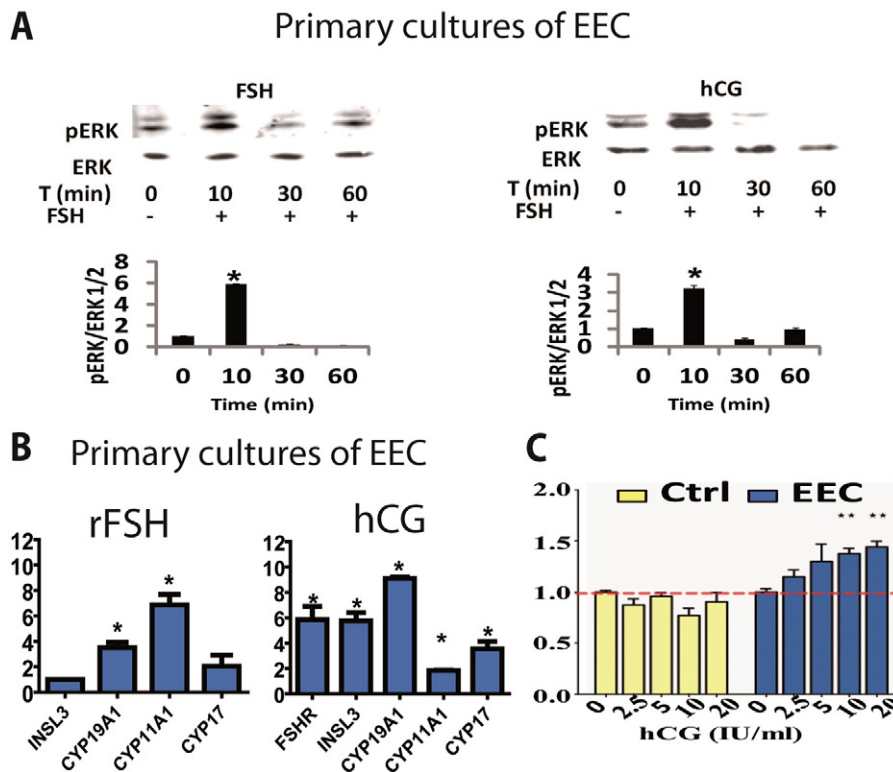 A
Primary cultures of EEC
FSH
pERK
ERK
T (min) 0 10 30 60
FSH - + + +
pERK/ERK1/2
8
6
4
2
0
*
0 10 30 60
Time (min)
hCG
pERK
ERK
T (min) 0 10 30 60
FSH - + + +
pERK/ERK1/2
4
3
2
1
0
*
0 10 30 60
Time (min)
B
Primary cultures of EEC
rFSH
12
10
8
6
4
2
0
* *
INSL3 CYP19A1 CYP11A1 CYP17
hCG
12
10
8
6
4
2
0
* * * * *
FSHR INSL3 CYP19A1 CYP11A1 CYP17
C
Ctrl EEC
2.0
1.5
1.0
0.5
0.0
** **
0 2.5 5 10 20 0 2.5 5 10 20
hCG (IU/ml)